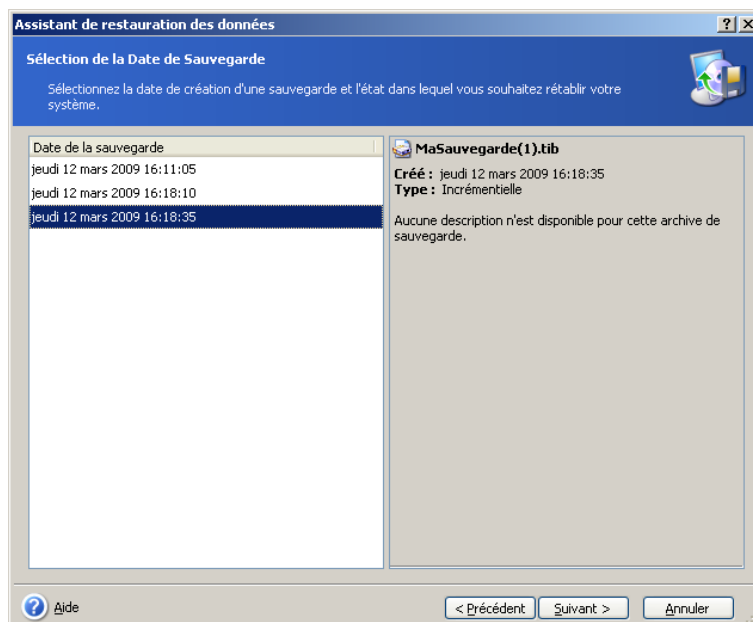 Assistant de restauration des données
Sélection de la Date de Sauvegarde
Sélectionnez la date de création d'une sauvegarde et l'état dans lequel vous souhaitez rétablir votre
système.
Date de la sauvegarde
jeudi 12 mars 2009 16:11:05
jeudi 12 mars 2009 16:18:10
jeudi 12 mars 2009 16:18:35
MaSauvegarde(1).tib
Créé : jeudi 12 mars 2009 16:18:35
Type : Incrémentielle
Aucune description n'est disponible pour cette archive de
sauvegarde.
Aide
< Précédent
Suivant >
Annuler